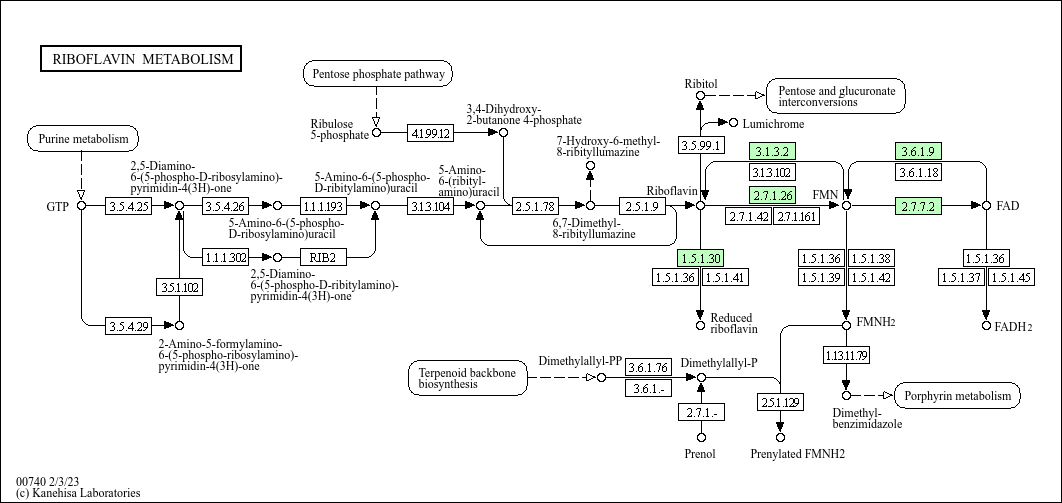 RIBOFLAVIN METABOLISM
Pentose phosphate pathway
Ribitol
Pentose and glucuronate
interconversions
Purine metabolism
Ribulose
5-phosphate
4.1.99.12
3,4-Dihydroxy-
2-butanone 4-phosphate
Lumichrome
3.5.99.1
7-Hydroxy-6-methyl-
8-ribityllumazine
3.1.3.2
3.1.3.102
3.6.1.9
3.6.1.18
2,5-Diamino-
6-(5-phospho-D-ribosylamino)-
pyrimidin-4(3H)-one
5-Amino-6-(5-phospho-
D-ribitylamino)uracil
5-Amino-
6-(ribityl-
amino)uracil
Riboflavin
2.7.1.26
FMN
GTP
3.5.4.25
3.5.4.26
1.1.1.193
3.1.3.104
2.5.1.78
2.5.1.9
2.7.1.42
2.7.1.161
2.7.7.2
FAD
5-Amino-6-(5-phospho-
D-ribosylamino)uracil
6,7-Dimethyl-
8-ribityllumazine
1.1.1.302
RIB2
2,5-Diamino-
6-(5-phospho-D-ribitylamino)-
pyrimidin-4(3H)-one
1.5.1.30
1.5.1.36
1.5.1.41
1.5.1.36
1.5.1.38
1.5.1.39
1.5.1.42
1.5.1.36
1.5.1.37
1.5.1.45
3.5.1.102
3.5.4.29
2-Amino-5-formylamino-
6-(5-phospho-ribosylamino)-
pyrimidin-4(3H)-one
Reduced
riboflavin
FMNH2
FADH2
1.13.11.79
Terpenoid backbone
biosynthesis
Dimethylallyl-PP
3.6.1.76
3.6.1.-
Dimethylallyl-P
2.7.1.-
2.5.1.129
Porphyrin metabolism
Dimethyl-
benzimidazole
Prenol
Prenylated FMNH2
00740 2/3/23
(c) Kanehisa Laboratories